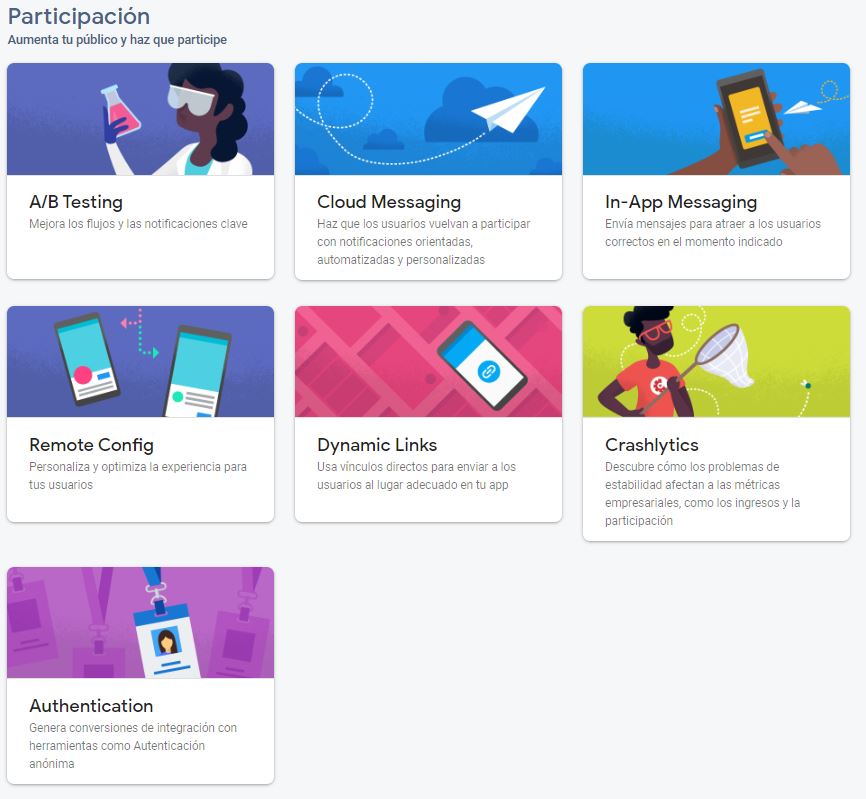 Participación
Aumenta tu público y haz que participe
A/B Testing
Mejora los flujos y las notificaciones clave
Cloud Messaging
Haz que los usuarios vuelvan a participar
con notificaciones orientadas,
automatizadas y personalizadas
In-App Messaging
Envía mensajes para atraer a los usuarios
correctos en el momento indicado
Remote Config
Personaliza y optimiza la experiencia para
tus usuarios
Dynamic Links
Usa vínculos directos para enviar a los
usuarios al lugar adecuado en tu app
Crashlytics
Descubre cómo los problemas de
estabilidad afectan a las métricas
empresariales, como los ingresos y la
participación
Authentication
Genera conversiones de integración con
herramientas como Autenticación
anónima